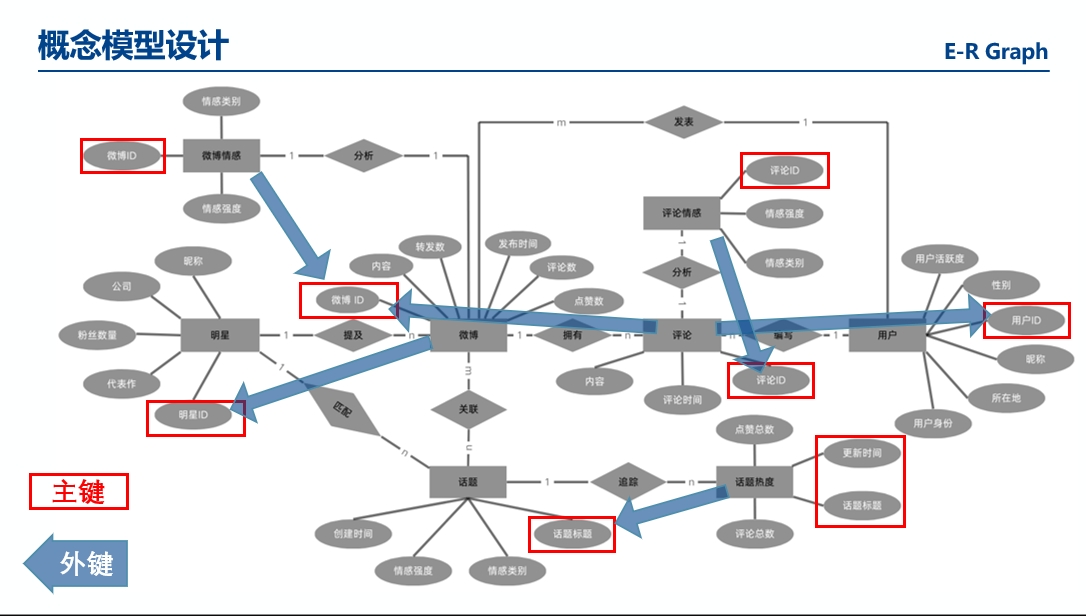 概念模型设计
E-R Graph
情感类别
发表
m
1
微博ID
微博情感
1
分析
1
评论ID
情感强度
评论情感
情感强度
情感类别
昵称
转发数
发布时间
1
分析
1
用户活跃度
公司
内容
评论数
性别
微博 ID
点赞数
用户ID
粉丝数量
明星
1
提及
n
微博
1
拥有
n
评论
n
编写
1
用户
昵称
代表作
1
m
内容
评论ID
明星ID
匹配
关联
评论时间
所在地
用户身份
n
n
点赞总数
更新时间
主键
话题
1
追踪
n
话题热度
话题标题
创建时间
话题标题
评论总数
外键
情感强度
情感类别